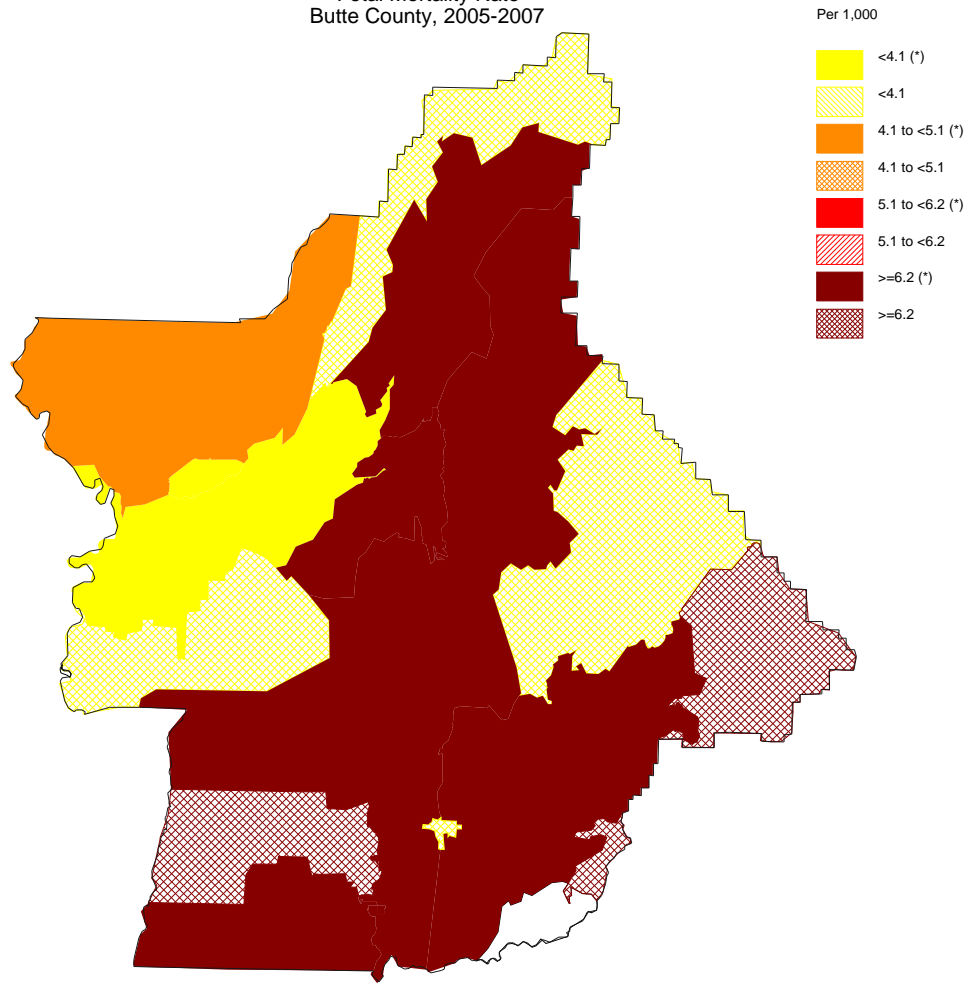 Butte County, 2005-2007
Per 1,000
<4.1 (*)
<4.1
4.1 to <5.1 (*)
4.1 to <5.1
5.1 to <6.2 (*)
5.1 to <6.2
>=6.2 (*)
>=6.2